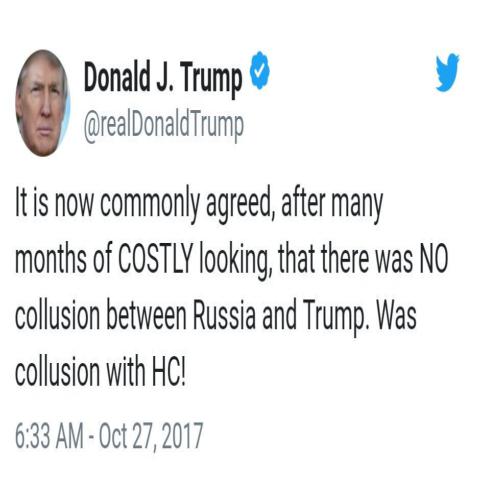 Donald J. Trump
@realDonaldTrump
It is now commonly agreed, after many
months of COSTLY looking, that there was NO
collusion between Russia and Trump. Was
collusion with HC!
6:33 AM - Oct 27, 2017